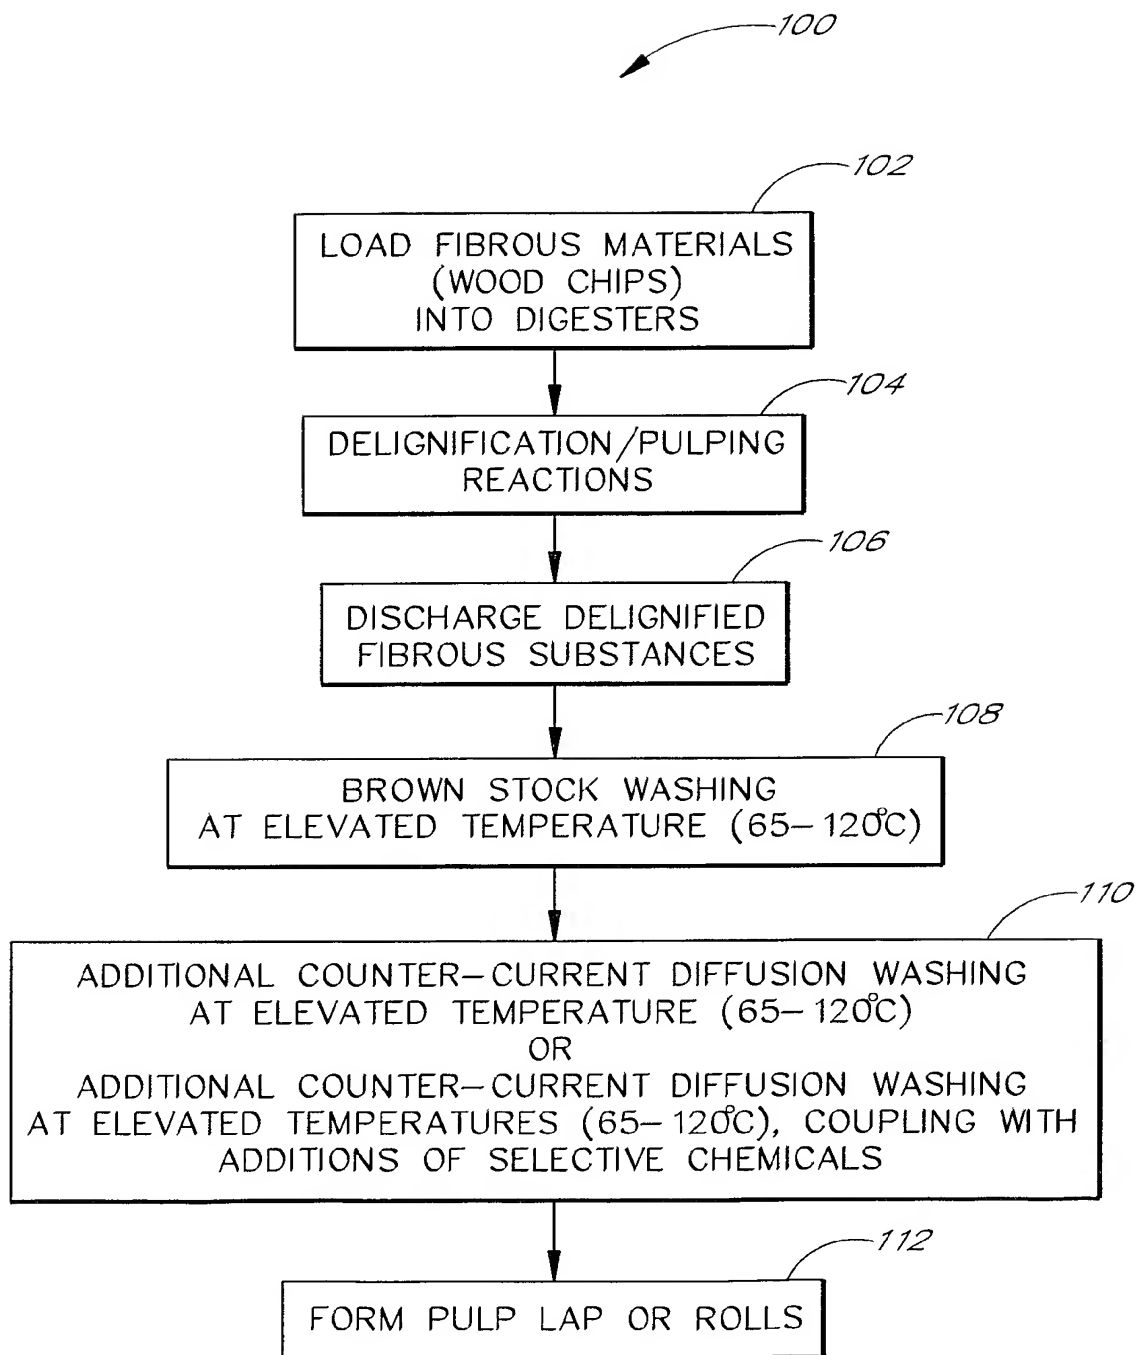 100
102
LOAD FIBROUS MATERIALS
(WOOD CHIPS)
INTO DIGESTERS
104
DELIGNIFICATION/PULPING
REACTIONS
106
DISCHARGE DELIGNIFIED
FIBROUS SUBSTANCES
108
BROWN STOCK WASHING
AT ELEVATED TEMPERATURE (65–120°C)
110
ADDITIONAL COUNTER–CURRENT DIFFUSION WASHING
AT ELEVATED TEMPERATURE (65–120°C)
OR
ADDITIONAL COUNTER–CURRENT DIFFUSION WASHING
AT ELEVATED TEMPERATURES (65–120°C), COUPLING WITH
ADDITIONS OF SELECTIVE CHEMICALS
112
FORM PULP LAP OR ROLLS